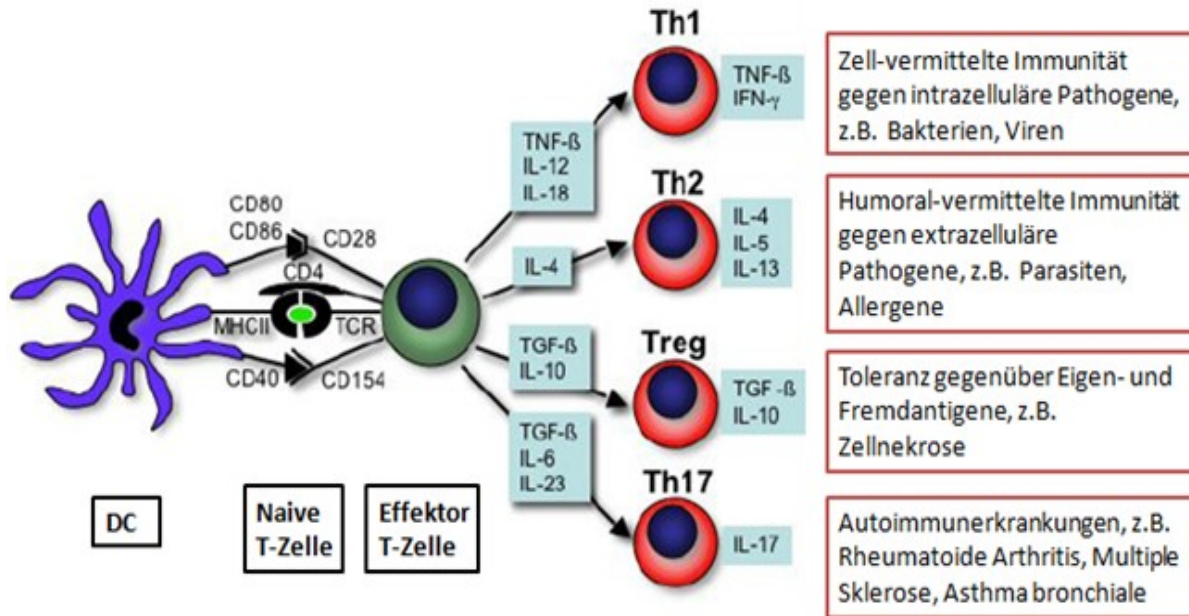 Th1
TNF-ß
IFN-γ
Zell-vermittelte Immunität
gegen intrazelluläre Pathogene,
z.B. Bakterien, Viren
TNF-ß
IL-12
IL-18
Th2
IL-4
IL-5
IL-13
Humoral-vermittelte Immunität
gegen extrazelluläre
Pathogene, z.B. Parasiten,
Allergene
CD80
CD86
CD28
CD4
IL-4
MHCII
TCR
CD40
CD154
TGF-ß
IL-10
Treg
TGF -ß
IL-10
Toleranz gegenüber Eigen- und
Fremdantigene, z.B.
Zellnekrose
TGF-ß
IL-6
IL-23
Th17
IL-17
Autoimmunerkrankungen, z.B.
Rheumatoide Arthritis, Multiple
Sklerose, Asthma bronchiale
DC
Naive
T-Zelle
Effektor
T-Zelle